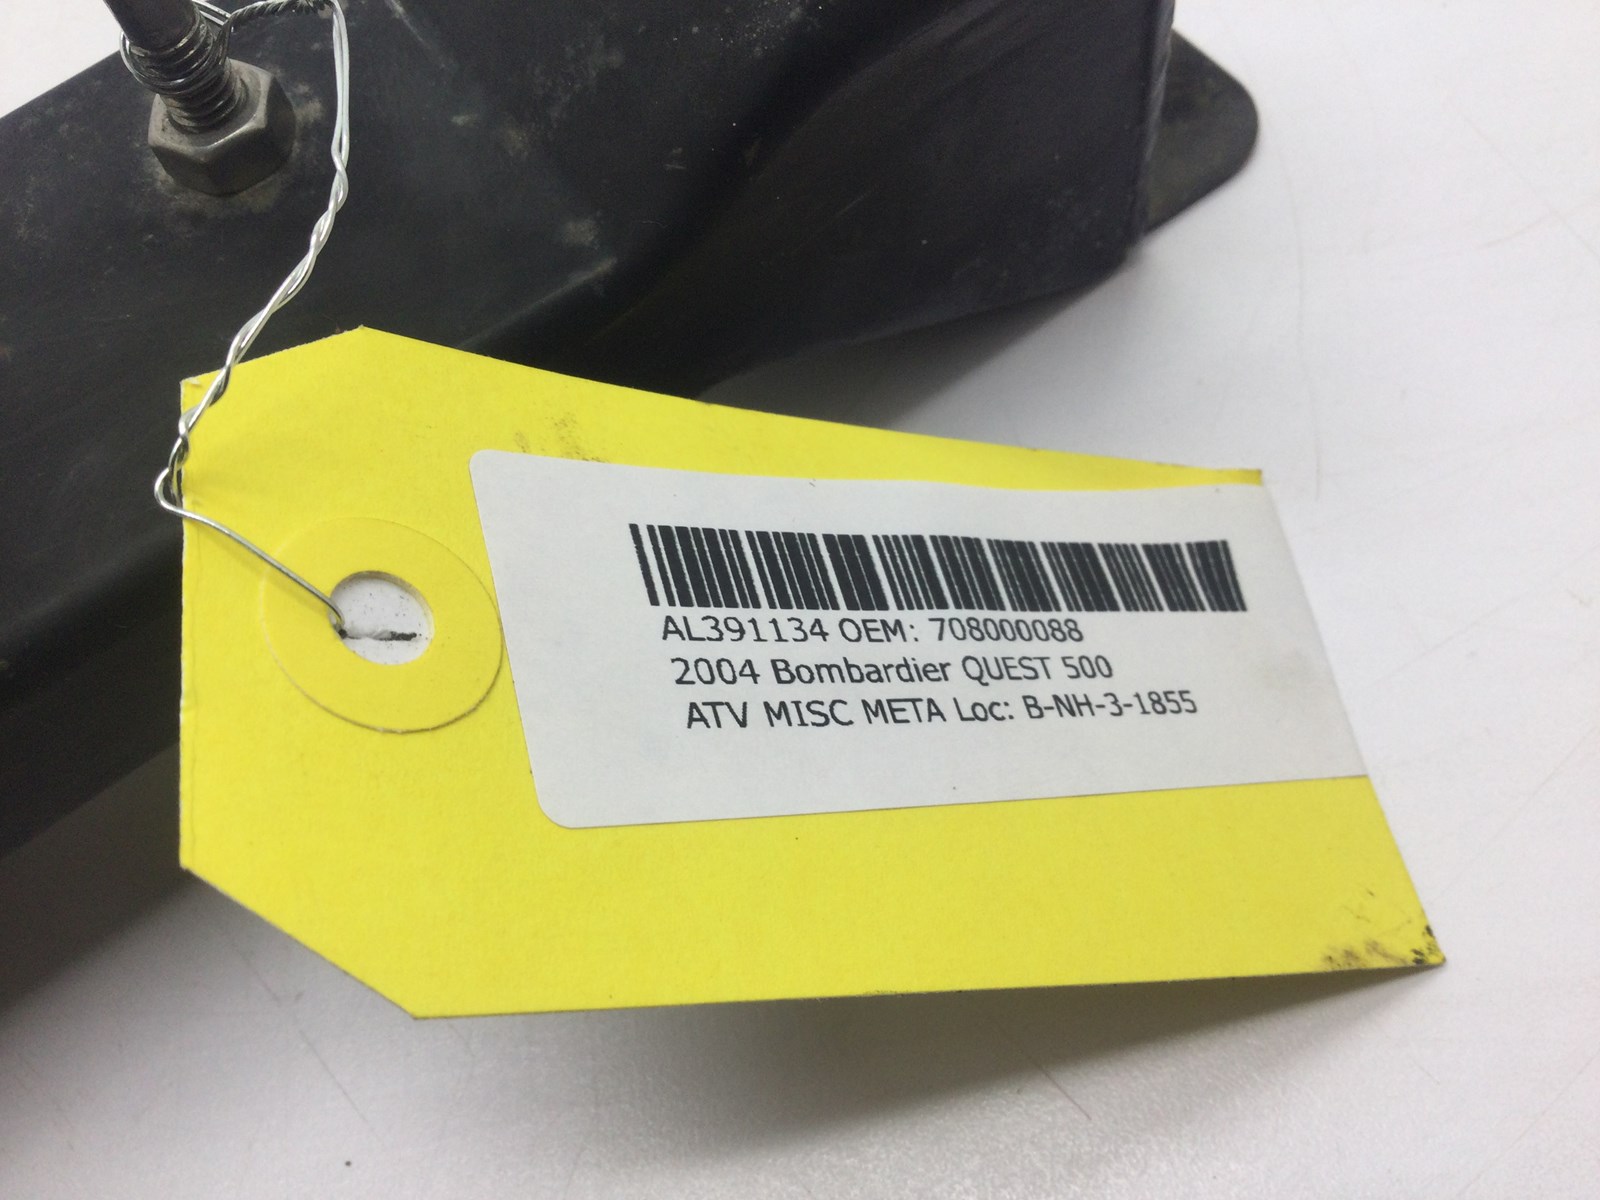 AL391134 OEM: 708000088
2004 Bombardier QUEST 500
ATV MISC META Loc: B-NH-3-1855